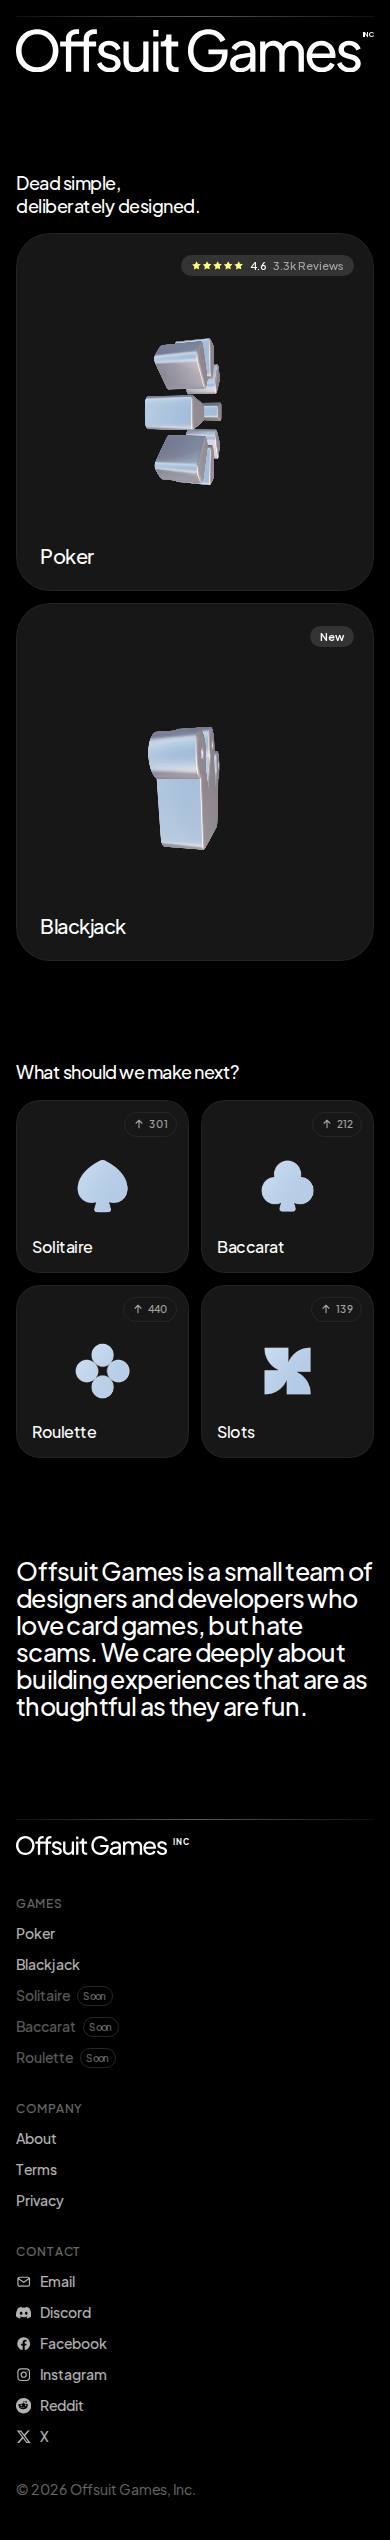 Offsuit Games INC
Dead simple,
deliberately designed.
4.6 3.3k Reviews
Poker
New
Blackjack
What should we make next?
301
Solitaire
212
Baccarat
440
Roulette
139
Slots
Offsuit Games is a small team of
designers and developers who
love card games, but hate
scams. We care deeply about
building experiences that are as
thoughtful as they are fun.
Offsuit Games INC
GAMES
Poker
Blackjack
Solitaire Soon
Baccarat Soon
Roulette Soon
COMPANY
About
Terms
Privacy
CONTACT
Email
Discord
Facebook
Instagram
Reddit
X
© 2026 Offsuit Games, Inc.